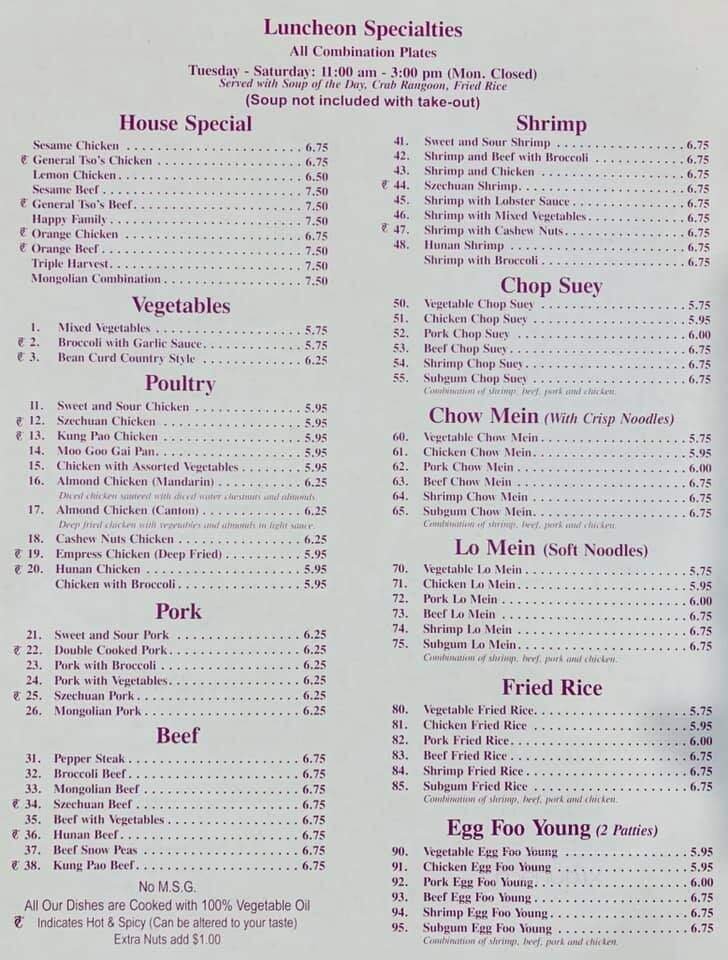 Luncheon Specialties
All Combination Plates
Tuesday - Saturday: 11:00 am - 3:00 pm (Mon. Closed)
Served with Soup of the Day, Crab Rangoon, Fried Rice
(Soup not included with take-out)
House Special
Sesame Chicken 6.75
General Tso's Chicken 6.75
Lemon Chicken 6.50
Sesame Beef 7.50
General Tso's Beef 7.50
Happy Family 7.50
Orange Chicken 6.75
Orange Beef 7.50
Triple Harvest 7.50
Mongolian Combination 7.50
Vegetables
1. Mixed Vegetables 5.75
2. Broccoli with Garlic Sauce 5.75
3. Bean Curd Country Style 6.25
Poultry
11. Sweet and Sour Chicken 5.95
12. Szechuan Chicken 5.95
13. Kung Pao Chicken 5.95
14. Moo Goo Gai Pan 5.95
15. Chicken with Assorted Vegetables 5.95
16. Almond Chicken (Mandarin) 6.25
Diced chicken sauteed with diced water chestnuts and almonds.
17. Almond Chicken (Canton) 6.25
Deep fried chicken with vegetables and almonds in light sauce.
18. Cashew Nuts Chicken 6.25
19. Empress Chicken (Deep Fried) 5.95
20. Hunan Chicken 5.95
Chicken with Broccoli 5.95
Pork
21. Sweet and Sour Pork 6.25
22. Double Cooked Pork 6.25
23. Pork with Broccoli 6.25
24. Pork with Vegetables 6.25
25. Szechuan Pork 6.25
26. Mongolian Pork 6.25
Beef
31. Pepper Steak 6.75
32. Broccoli Beef 6.75
33. Mongolian Beef 6.75
34. Szechuan Beef 6.75
35. Beef with Vegetables 6.75
36. Hunan Beef 6.75
37. Beef Snow Peas 6.75
38. Kung Pao Beef 6.75
No M.S.G.
All Our Dishes are Cooked with 100% Vegetable Oil
Indicates Hot & Spicy (Can be altered to your taste)
Extra Nuts add $1.00
Shrimp
41. Sweet and Sour Shrimp 6.75
42. Shrimp and Beef with Broccoli 6.75
43. Shrimp and Chicken 6.75
44. Szechuan Shrimp 6.75
45. Shrimp with Lobster Sauce 6.75
46. Shrimp with Mixed Vegetables 6.75
47. Shrimp with Cashew Nuts 6.75
48. Hunan Shrimp 6.75
Shrimp with Broccoli 6.75
Chop Suey
50. Vegetable Chop Suey 5.75
51. Chicken Chop Suey 5.95
52. Pork Chop Suey 6.00
53. Beef Chop Suey 6.75
54. Shrimp Chop Suey 6.75
55. Subgum Chop Suey 6.75
Combination of shrimp, beef, pork and chicken.
Chow Mein (With Crisp Noodles)
60. Vegetable Chow Mein 5.75
61. Chicken Chow Mein 5.95
62. Pork Chow Mein 6.00
63. Beef Chow Mein 6.75
64. Shrimp Chow Mein 6.75
65. Subgum Chow Mein 6.75
Combination of shrimp, beef, pork and chicken.
Lo Mein (Soft Noodles)
70. Vegetable Lo Mein 5.75
71. Chicken Lo Mein 5.95
72. Pork Lo Mein 6.00
73. Beef Lo Mein 6.75
74. Shrimp Lo Mein 6.75
75. Subgum Lo Mein 6.75
Combination of shrimp, beef, pork and chicken.
Fried Rice
80. Vegetable Fried Rice 5.75
81. Chicken Fried Rice 5.95
82. Pork Fried Rice 6.00
83. Beef Fried Rice 6.75
84. Shrimp Fried Rice 6.75
85. Subgum Fried Rice 6.75
Combination of shrimp, beef, pork and chicken.
Egg Foo Young (2 Patties)
90. Vegetable Egg Foo Young 5.95
91. Chicken Egg Foo Young 5.95
92. Pork Egg Foo Young 6.00
93. Beef Egg Foo Young 6.75
94. Shrimp Egg Foo Young 6.75
95. Subgum Egg Foo Young 6.75
Combination of shrimp, beef, pork and chicken.